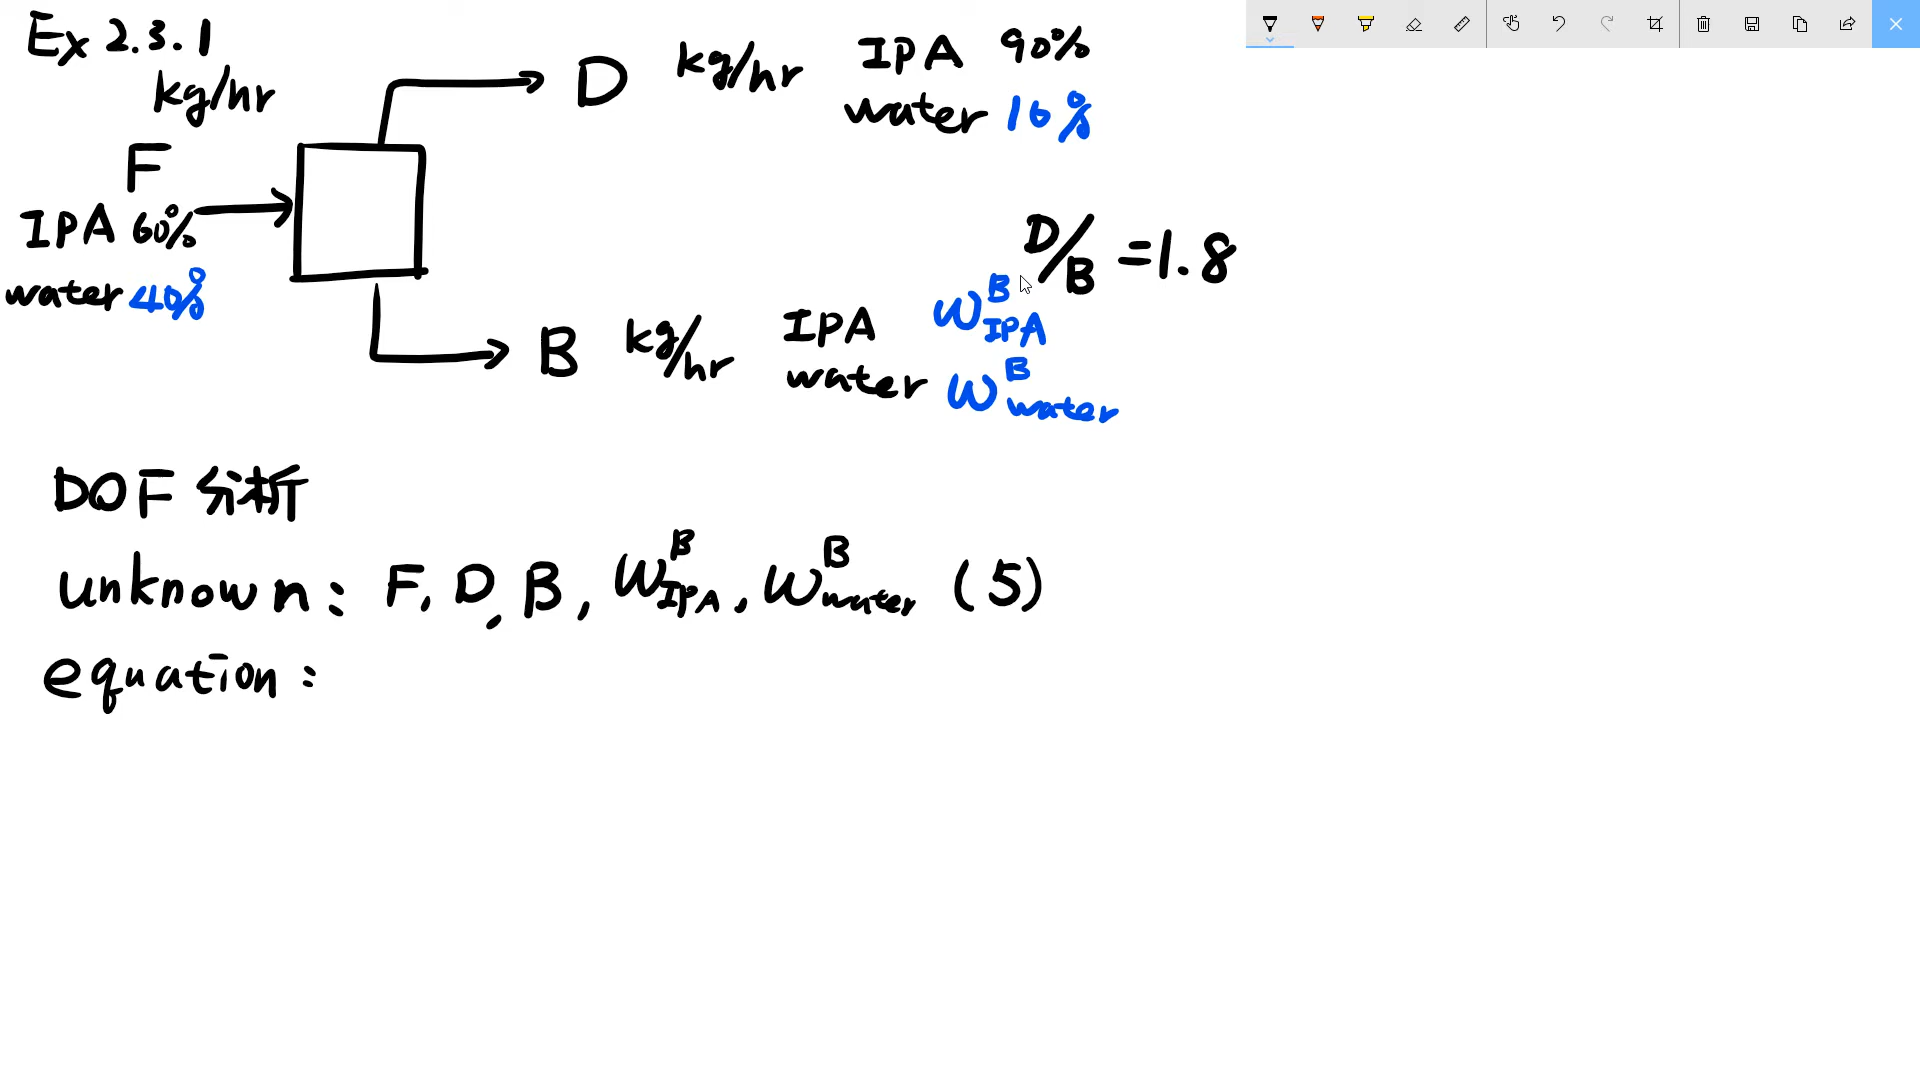 Ex 2.3.1
kg/hr
F
IPA 60%
water 40%
D kg/hr IPA 90%
water 10%
D/B = 1.8
B kg/hr IPA ω^B_IPA
water ω^B_water
DOF 分析
unknown: F, D, B, ω^B_IPA, ω^B_water (5)
equation: